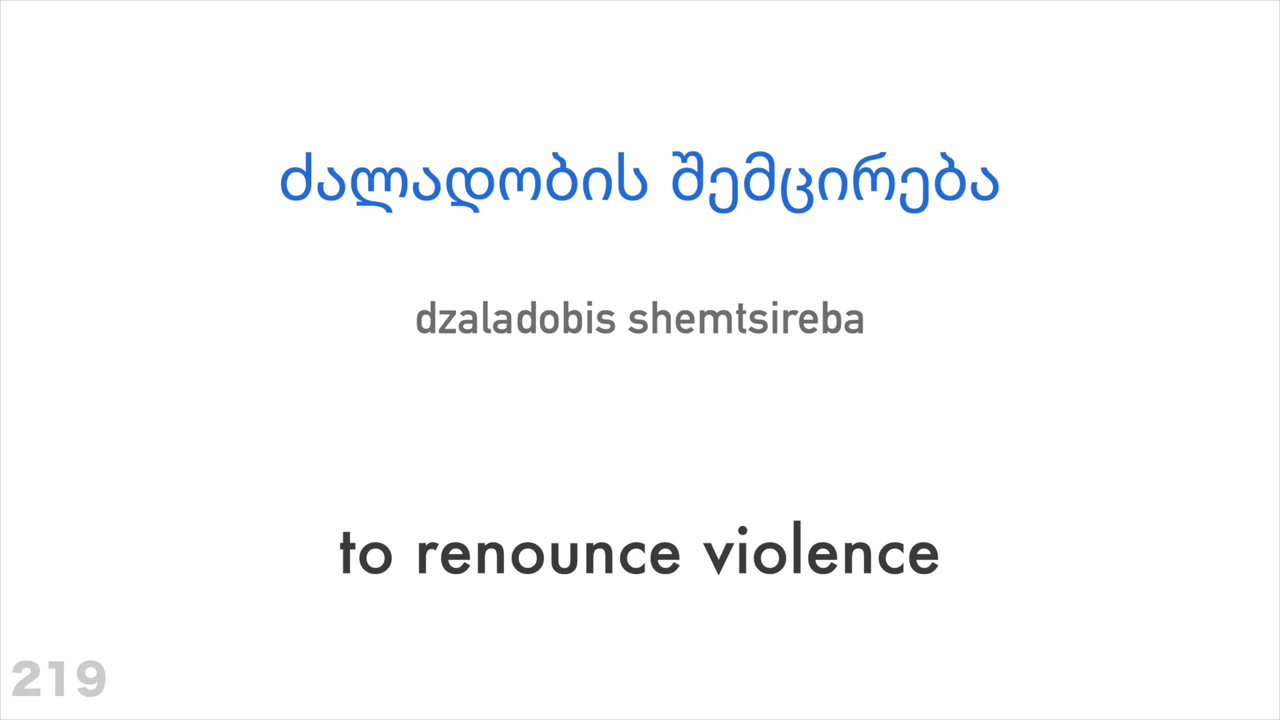 ძალადობის შემცირება
dzaladobis shemtsireba
to renounce violence
219